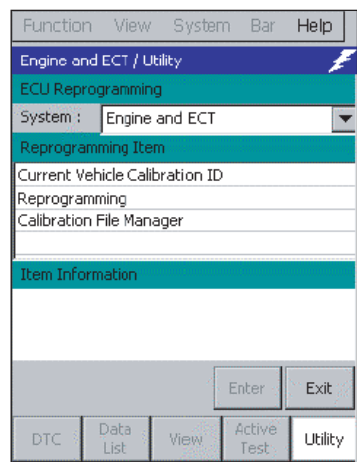 Function View System Bar Help
Engine and ECT / Utility
ECU Reprogramming
System : Engine and ECT
Reprogramming Item
Current Vehicle Calibration ID
Reprogramming
Calibration File Manager
Item Information
Enter Exit
DTC Data List View Active Test Utility